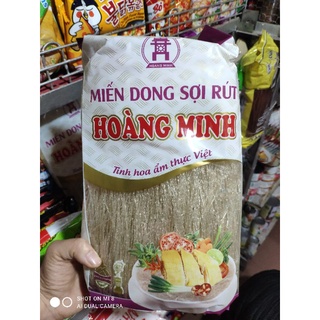 HOÀNG MINH
MIẾN DONG SỢI RÚT
HOÀNG MINH
Tinh hoa ẩm thực Việt
SHOT ON MI 8
AI DUAL CAMERA